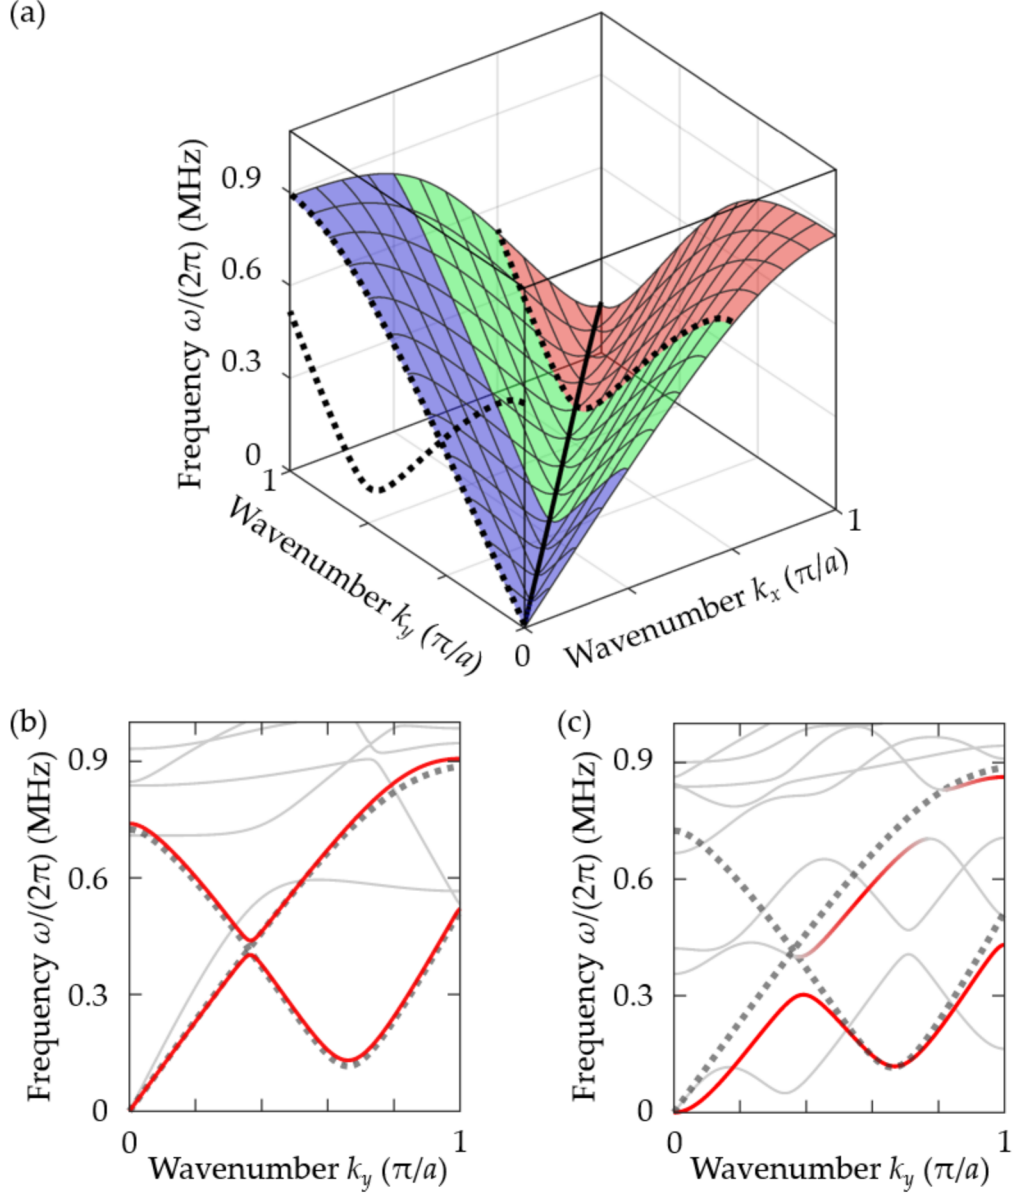 (a)
Frequency ω/(2π) (MHz)
0.9
0.6
0.3
0
1
Wavenumber k_y (π/a)
0
Wavenumber k_x (π/a)
1
(b)
Frequency ω/(2π) (MHz)
0.9
0.6
0.3
0
0
1
Wavenumber k_y (π/a)
(c)
Frequency ω/(2π) (MHz)
0.9
0.6
0.3
0
0
1
Wavenumber k_y (π/a)